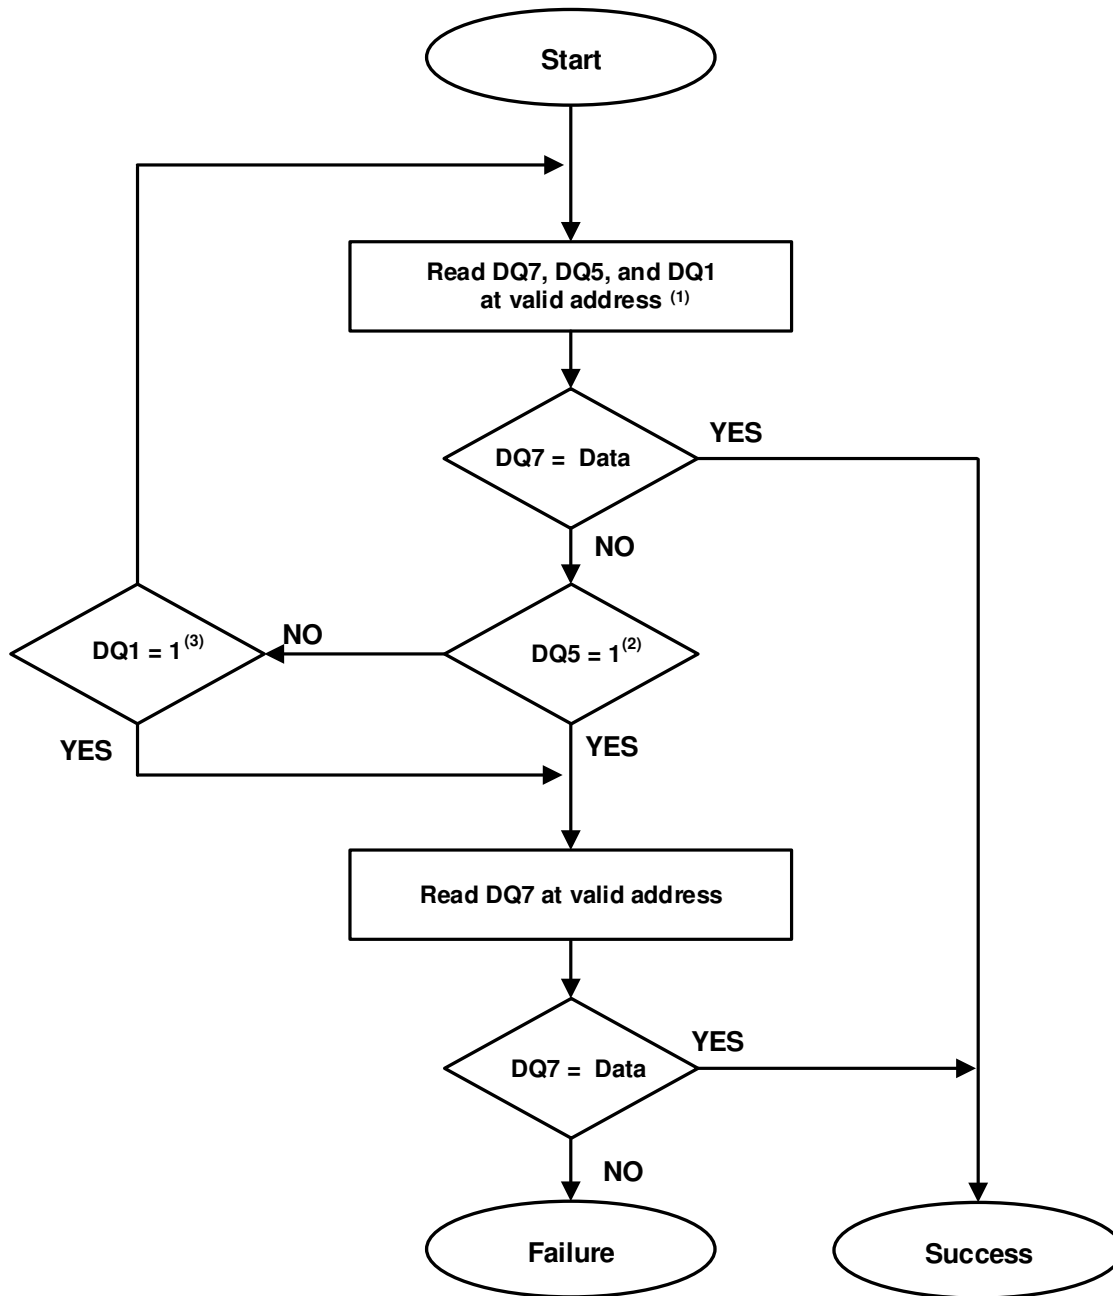 Start
Read DQ7, DQ5, and DQ1
at valid address (1)
DQ7 = Data
YES
NO
DQ1 = 1(3)
NO
DQ5 = 1(2)
YES
YES
Read DQ7 at valid address
DQ7 = Data
YES
NO
Failure
Success